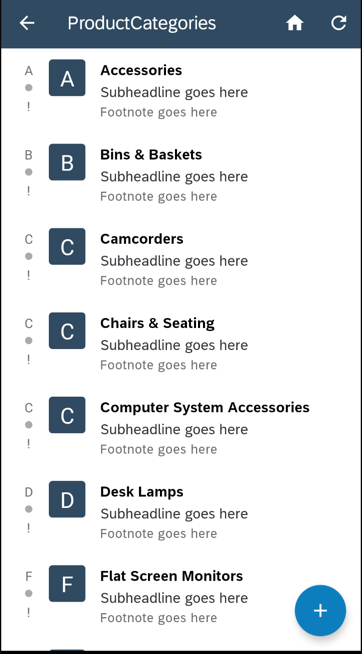 ProductCategories
A
!
A
Accessories
Subheadline goes here
Footnote goes here
B
!
B
Bins & Baskets
Subheadline goes here
Footnote goes here
C
!
C
Camcorders
Subheadline goes here
Footnote goes here
C
!
C
Chairs & Seating
Subheadline goes here
Footnote goes here
C
!
C
Computer System Accessories
Subheadline goes here
Footnote goes here
D
!
D
Desk Lamps
Subheadline goes here
Footnote goes here
F
!
F
Flat Screen Monitors
Subheadline goes here
Footnote goes here
+